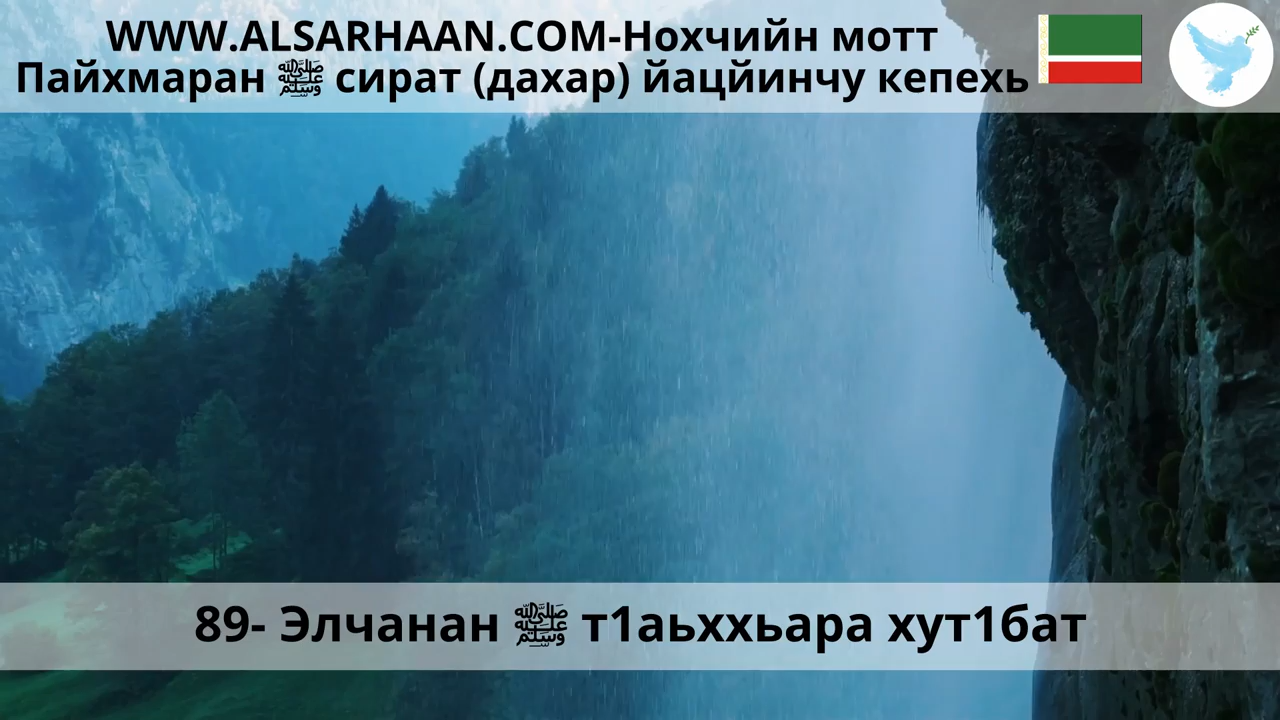 WWW.ALSARHAAN.COM-Нохчийн мотт
Пайхмаран ﷺ сират (дахар) йацйинчу кепехь
89- Элчанан ﷺ т1аьххьара хут1бат